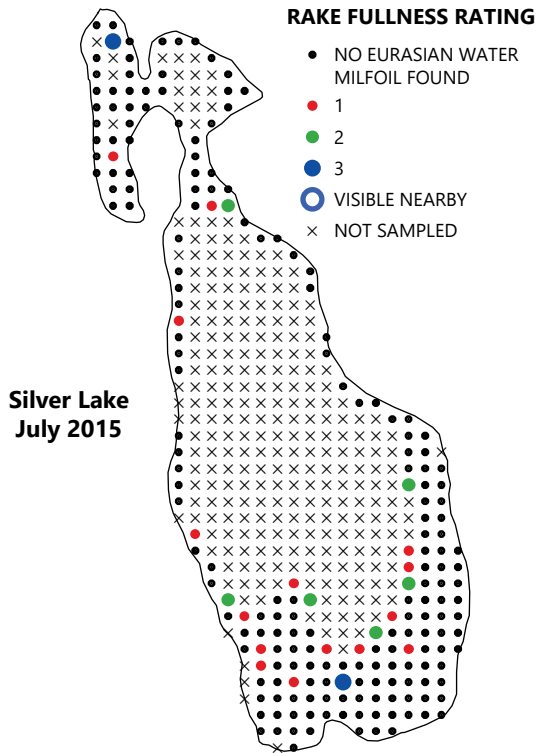 RAKE FULLNESS RATING
NO EURASIAN WATER
MILFOIL FOUND
1
2
3
VISIBLE NEARBY
NOT SAMPLED
Silver Lake
July 2015